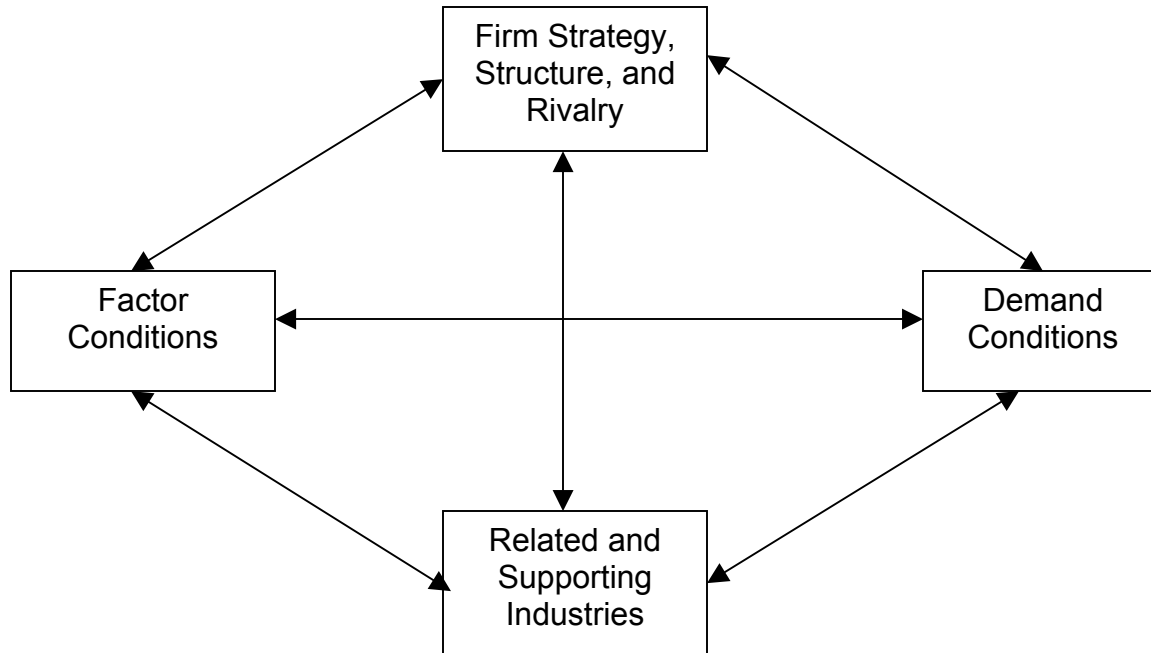 Firm Strategy,
Structure, and
Rivalry
Factor
Conditions
Demand
Conditions
Related and
Supporting
Industries